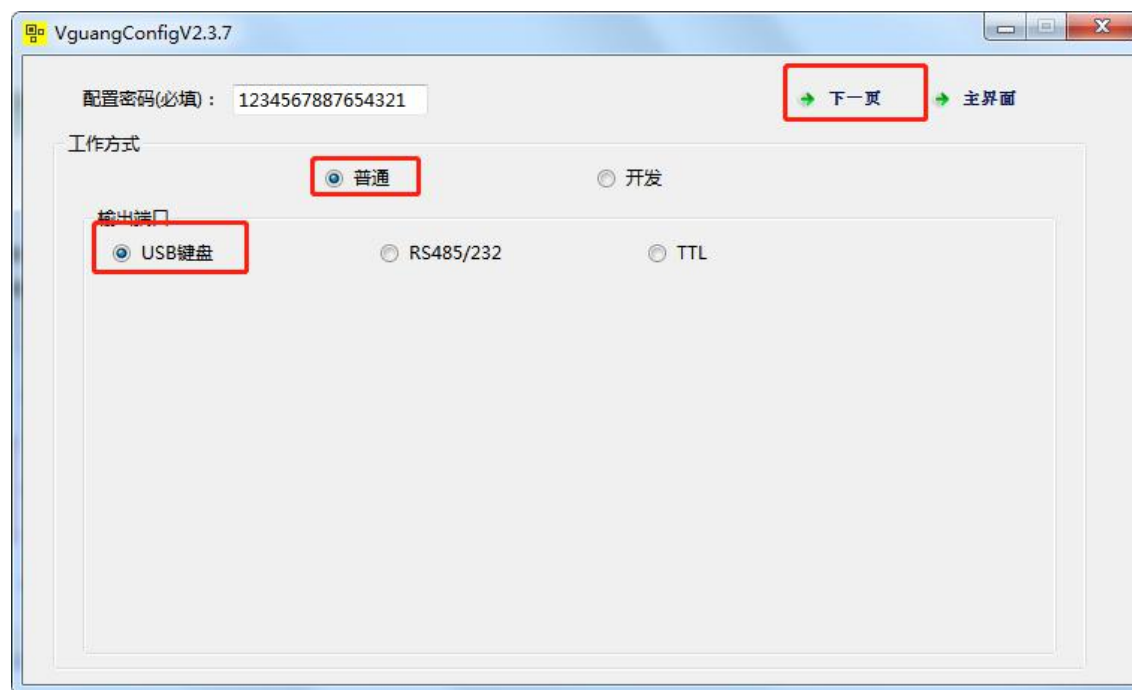 VguangConfigV2.3.7
配置密码(必填)： 1234567887654321 下一页 主界面
工作方式
普通 开发
输出端口
USB键盘 RS485/232 TTL